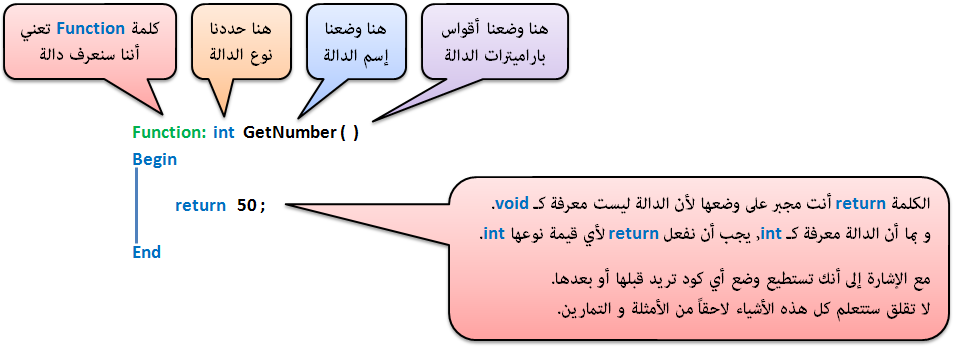 كلمة Function تعني
أننا سنعرف دالة
هنا حددنا
نوع الدالة
هنا وضعنا
إسم الدالة
هنا وضعنا أقواس
باراميترات الدالة
Function: int GetNumber( )
Begin
return 50;
End
الكلمة return أنت مجبر على وضعها لأن الدالة ليست معرفة كـ void.
و بما أن الدالة معرفة كـ int, يجب أن نفعل return لأي قيمة نوعها int.
مع الإشارة إلى أنك تستطيع وضع أي كود تريد قبلها أو بعدها.
لا تقلق ستتعلم كل هذه الأشياء لاحقاً من الأمثلة و التمارين.